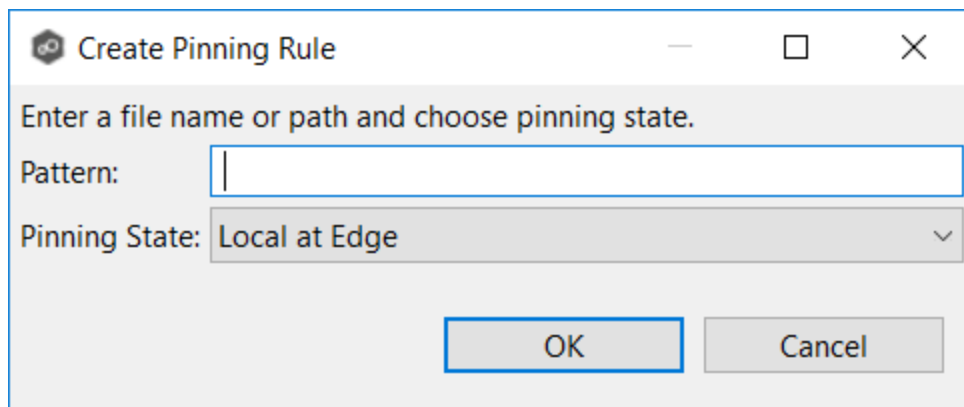 Create Pinning Rule
Enter a file name or path and choose pinning state.
Pattern:
Pinning State: Local at Edge
OK Cancel